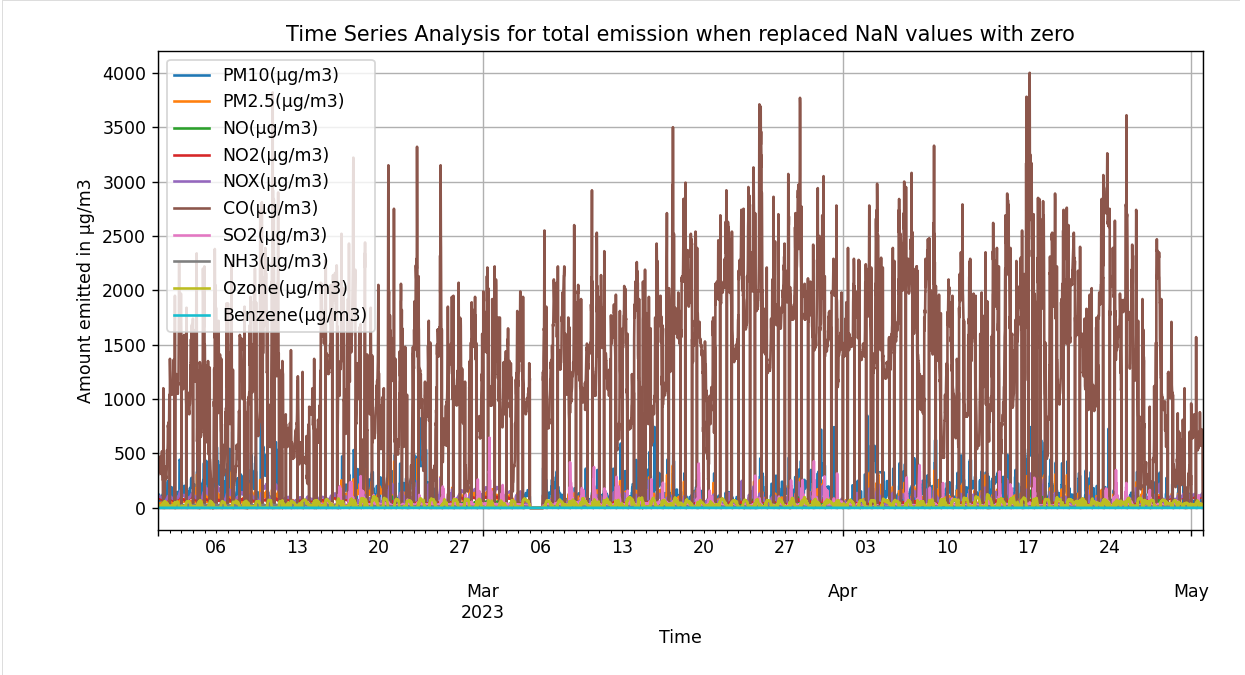 Time Series Analysis for total emission when replaced NaN values with zero
Amount emitted in µg/m3
4000
3500
3000
2500
2000
1500
1000
500
0
PM10(µg/m3)
PM2.5(µg/m3)
NO(µg/m3)
NO2(µg/m3)
NOX(µg/m3)
CO(µg/m3)
SO2(µg/m3)
NH3(µg/m3)
Ozone(µg/m3)
Benzene(µg/m3)
06 13 20 27 06 13 20 27 03 10 17 24
Mar Apr May
2023
Time